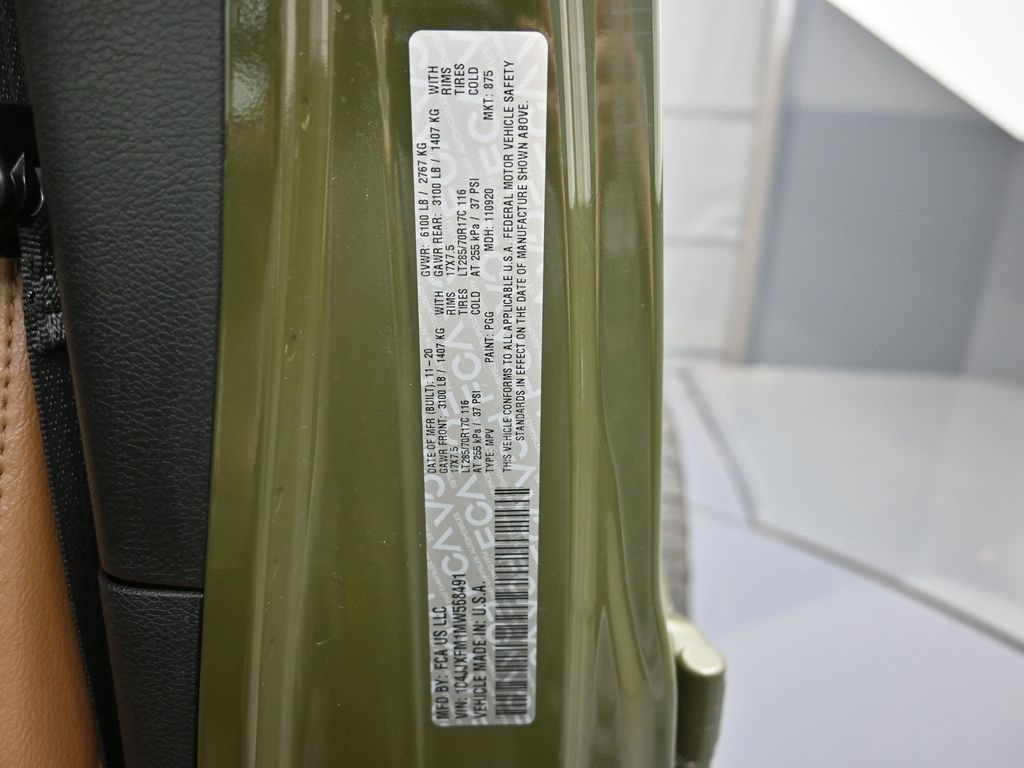 MFD BY: FCA US LLC
VIN: 1C4JJXFM11MW568491
VEHICLE MADE IN: U.S.A.
DATE OF MFR (BUILT): 11-20 GVWR: 6100 LB / 2767 KG
GAWR FRONT: 3100 LB / 1407 KG WITH GAWR REAR: 3100 LB / 1407 KG WITH
17X7.5 RIMS 17X7.5 RIMS
LT285/70R17C 116 TIRES LT285/70R17C 116 TIRES
AT 255 kPa / 37 PSI COLD AT 255 kPa / 37 PSI COLD
TYPE: MPV PAINT: PGG MDH: 110920 MKT: 875
THIS VEHICLE CONFORMS TO ALL APPLICABLE U.S.A. FEDERAL MOTOR VEHICLE SAFETY
STANDARDS IN EFFECT ON THE DATE OF MANUFACTURE SHOWN ABOVE.